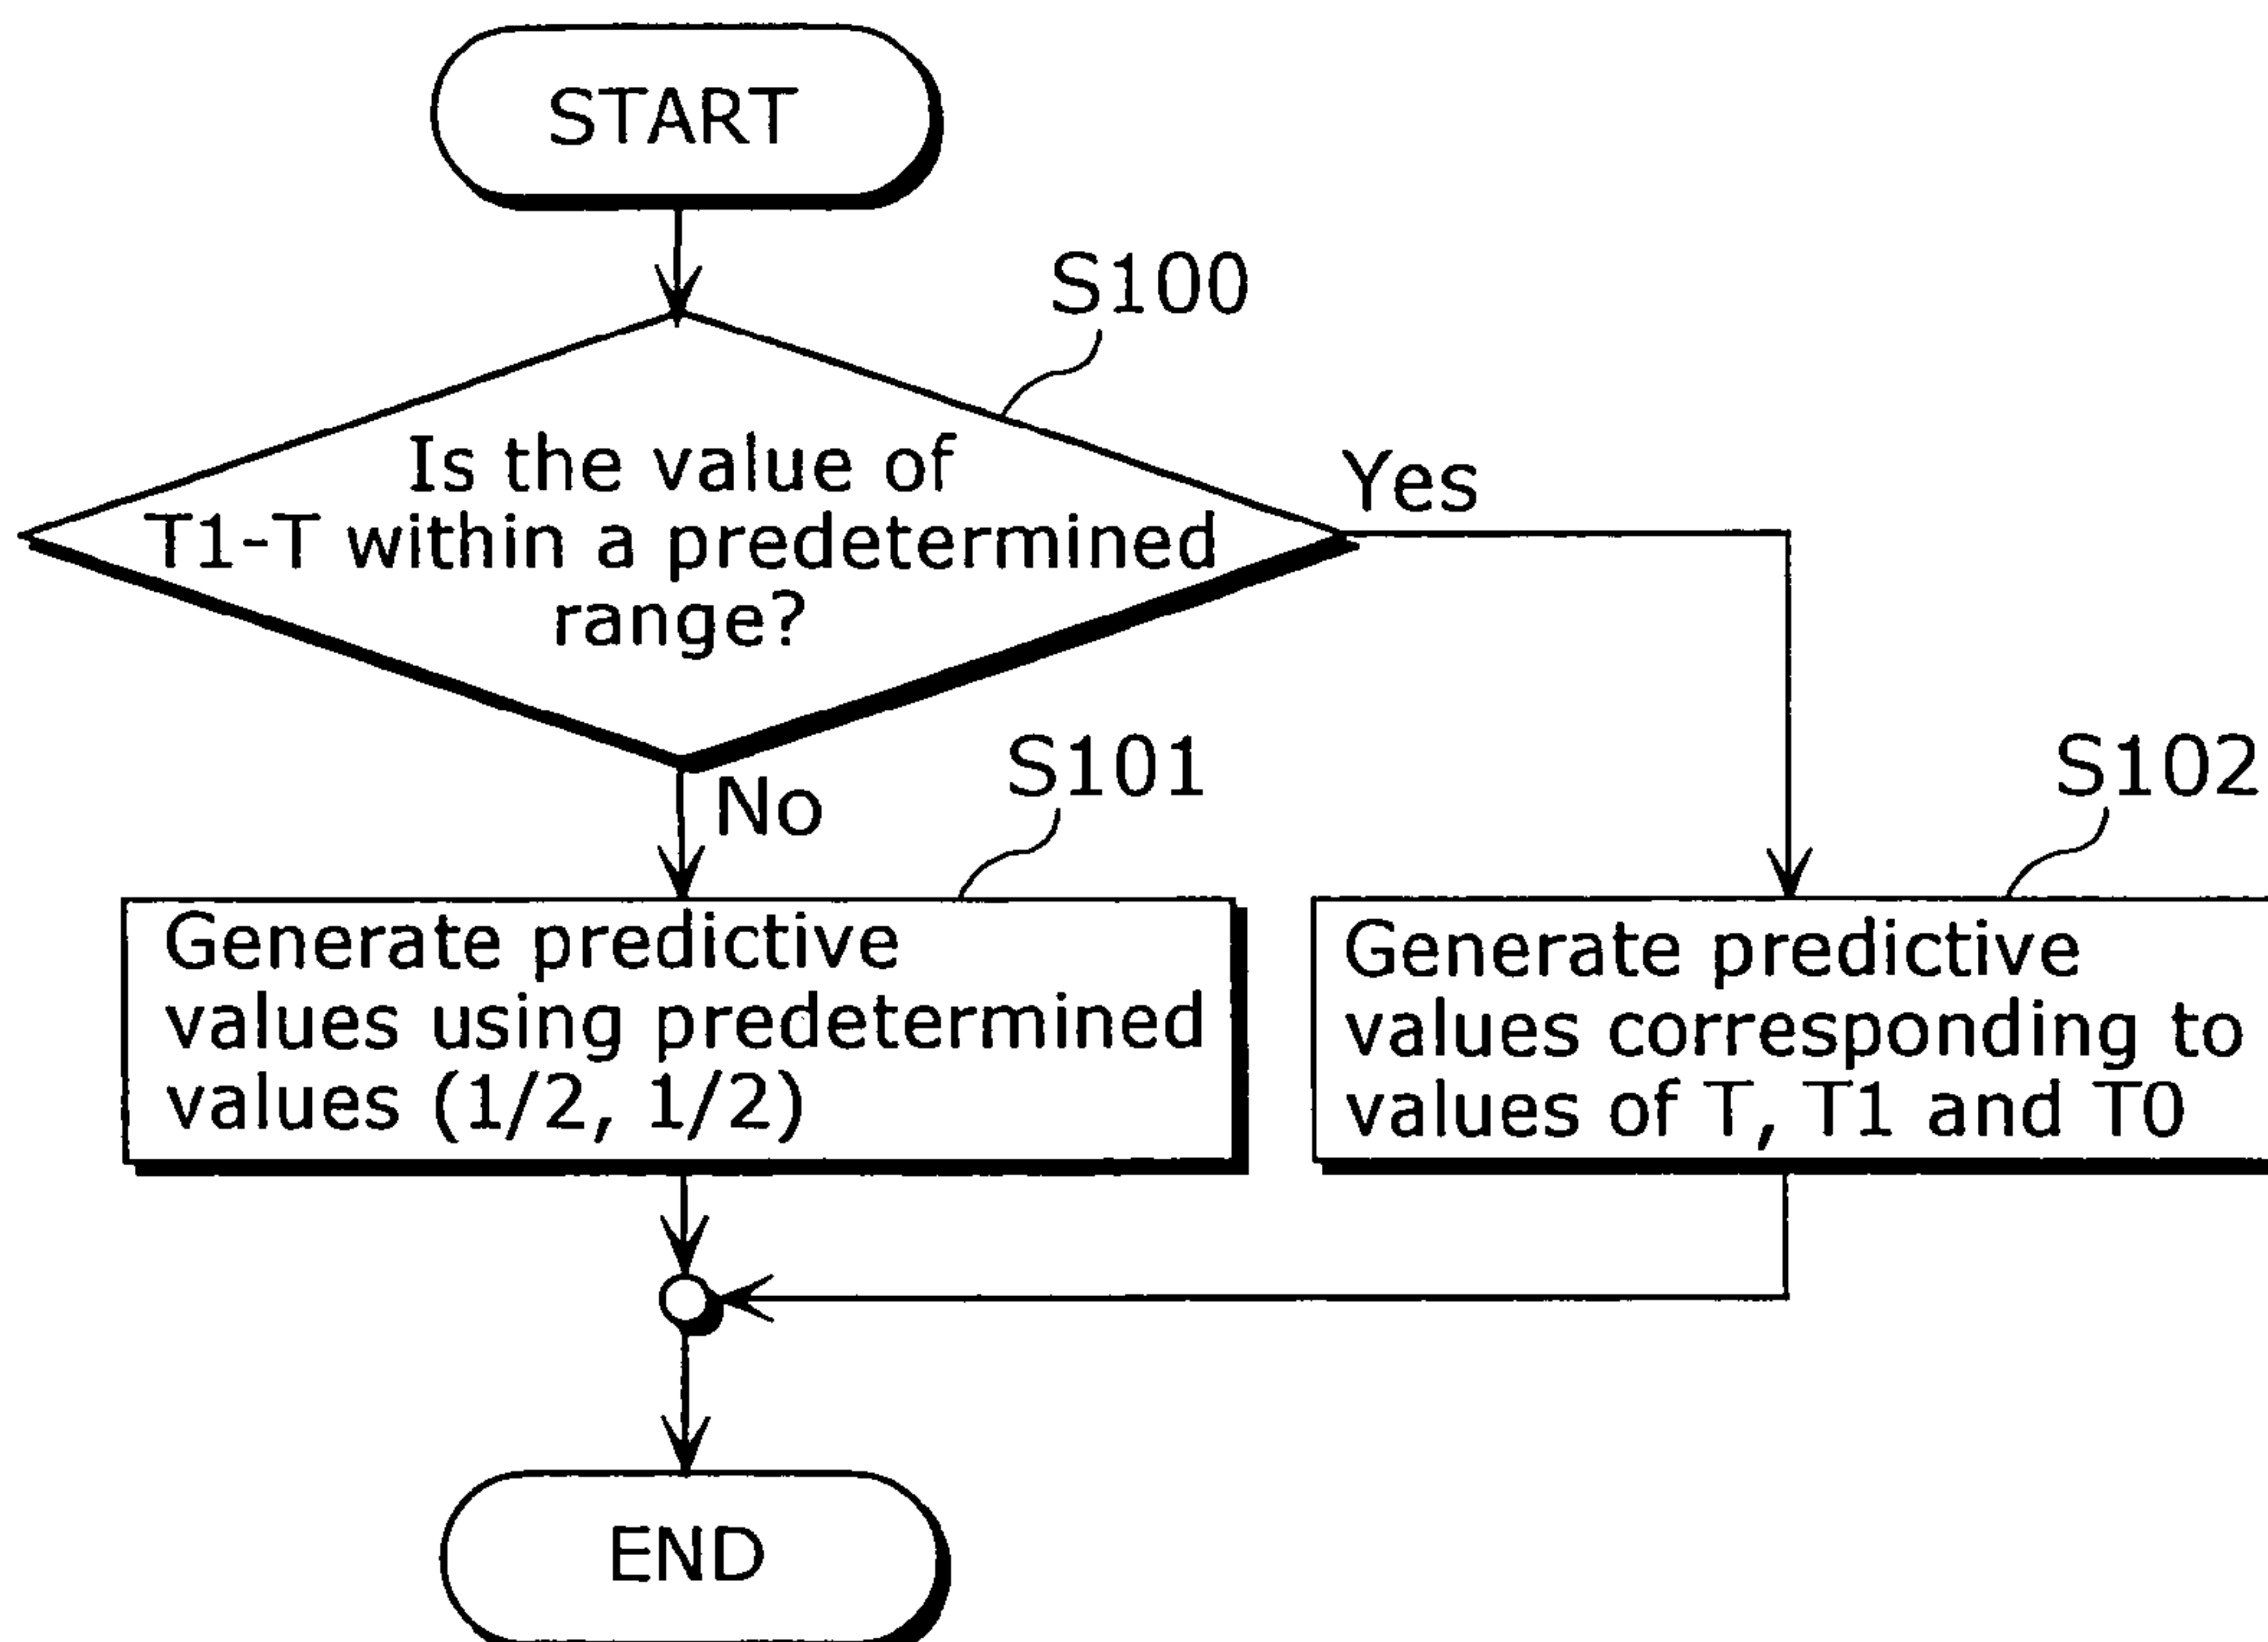 START
S100
Is the value of
T1-T within a predetermined
range?
Yes
No
S101
S102
Generate predictive
values using predetermined
values (1/2, 1/2)
Generate predictive
values corresponding to
values of T, T1 and T0
END